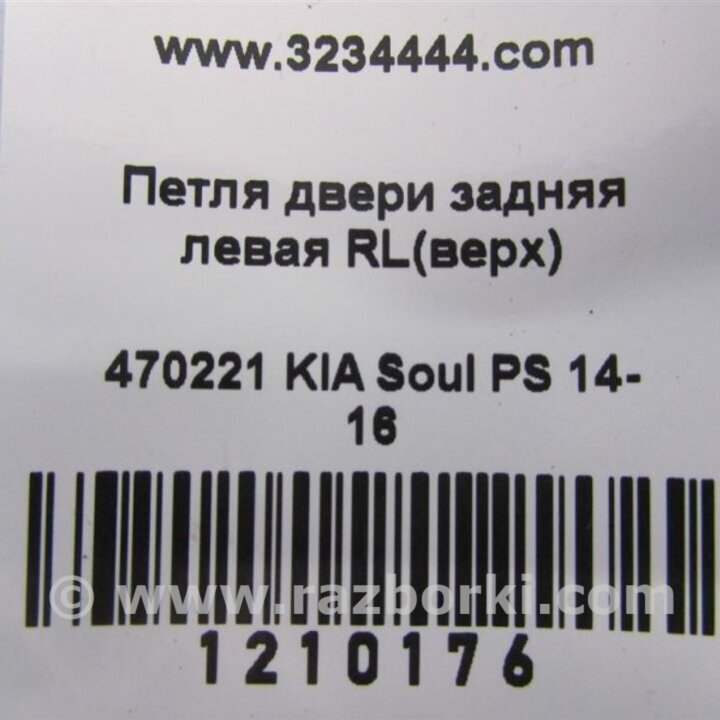 www.3234444.com
Петля двери задняя
левая RL(верх)
470221 KIA Soul PS 14-
16
© www.razborki.com
1210176